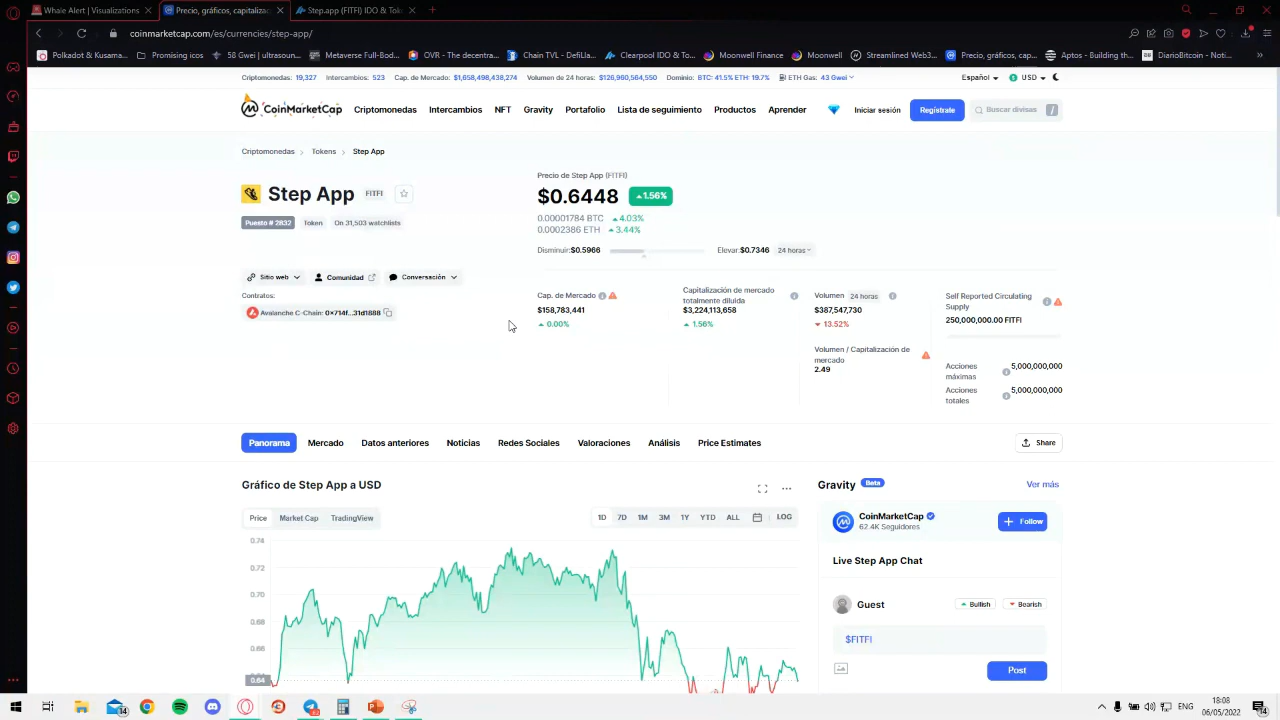 Whale Alert | Visualizations
Precio, gráficos, capitalizac
Step.app (FITFI) IDO & Tok
coinmarketcap.com/es/currencies/step-app/
Polkadot & Kusama...
Promising icos
58 Gwei | ultrasoun...
Metaverse Full-Bod...
OVR - The decentra...
Chain TVL - DefiLla...
Clearpool IDO & To...
Moonwell Finance
Moonwell
Streamlined Web3...
Precio, gráficos, c...
Aptos - Building th...
DianoBitcoin - Not...
Criptomonedas: 19,327 Intercambios: 523 Cap. de Mercado: $1,658,498,438,274 Volumen de 24 horas: $126,960,564,550 Dominio: BTC: 41.5% ETH: 19.7% ETH Gas: 43 Gwei
Español
USD
CoinMarketCap
Criptomonedas Intercambios NFT Gravity Portafolio Lista de seguimiento Productos Aprender
Iniciar sesión
Regístrate
Buscar divisas /
Criptomonedas > Tokens > Step App
Step App FITFI
Puesto # 2832 Token On 31,503 watchlists
Sitio web
Comunidad
Conversación
Contratos:
Avalanche C-Chain: 0x714f...31d1888
Precio de Step App (FITFI)
$0.6448 1.56%
0.00001784 BTC 4.03%
0.0002386 ETH 3.44%
Disminuir:$0.5966
Elevar:$0.7346
24 horas
Cap. de Mercado
$158,783,441
0.00%
Capitalización de mercado
totalmente diluida
$3,224,113,658
1.56%
Volumen 24 horas
$387,547,730
13.52%
Volumen / Capitalización de
mercado
2.49
Self Reported Circulating
Supply
250,000,000.00 FITFI
Acciones
máximas
5,000,000,000
Acciones
totales
5,000,000,000
Panorama Mercado Datos anteriores Noticias Redes Sociales Valoraciones Análisis Price Estimates
Share
Gráfico de Step App a USD
Price Market Cap TradingView
1D 7D 1M 3M 1Y YTD ALL LOG
0.74
0.72
0.70
0.68
0.66
0.64
Gravity Beta
Ver más
CoinMarketCap
62.4K Seguidores
+ Follow
Live Step App Chat
Guest
Bullish
Bearish
$FITFI
Post
ENG
18:08
06/05/2022